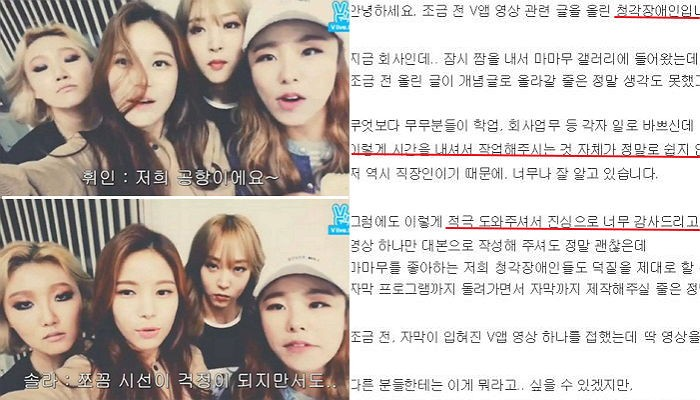 V
V live
휘인 : 저희 공항이에요~
V
V live
솔라 : 쪼꼼 시선이 걱정이 되지만서도..
안녕하세요. 조금 전 V앱 영상 관련 글을 올린 청각장애인입니
지금 회사인데.. 잠시 짬을 내서 마마무 갤러리에 들어왔는데
조금 전 올린 글이 개념글로 올라갈 줄은 정말 생각도 못했
무엇보다 무무분들이 학업, 회사업무 등 각자 일로 바쁘신데
이렇게 시간을 내셔서 작업해주시는 것 자체가 정말로 쉽지
저 역시 직장인이기 때문에. 너무나 잘 알고 있습니다.
그럼에도 이렇게 적극 도와주셔서 진심으로 너무 감사드리고
영상 하나만 대본으로 작성해 주셔도 정말 괜찮은데
마마무를 좋아하는 저희 청각장애인들도 덕질을 제대로 할
자막 프로그램까지 돌려가면서 자막까지 제작해주실 줄은
조금 전, 자막이 입혀진 V앱 영상 하나를 접했는데 딱 영상을
다른 분들한테는 이게 뭐라고.. 싶을 수 있겠지만,